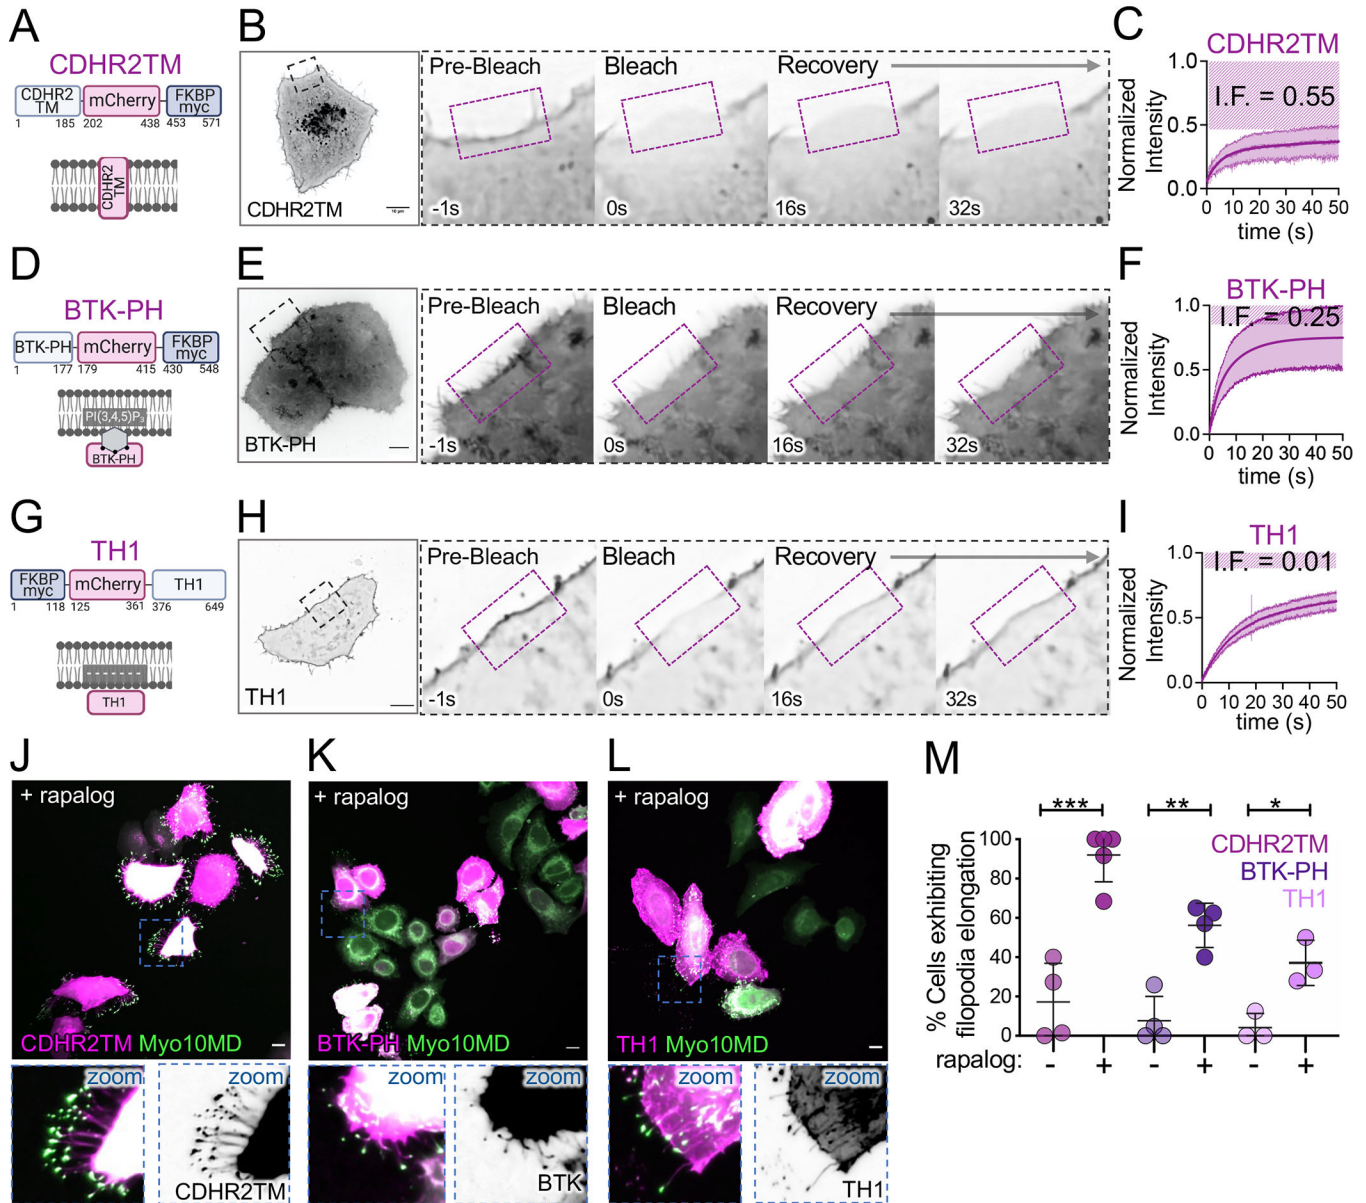 A
CDHR2TM
CDHR2
TM
mCherry
FKBP
myc
1 185 202 438 453 571
CDHR2
TM
B
CDHR2TM
10 µm
Pre-Bleach
Bleach
Recovery
-1s
0s
16s
32s
C
CDHR2TM
I.F. = 0.55
Normalized
Intensity
1.0
0.5
0.0
0 10 20 30 40 50
time (s)
D
BTK-PH
BTK-PH
mCherry
FKBP
myc
1 177 179 415 430 548
PI(3,4,5)P3
BTK-PH
E
BTK-PH
Pre-Bleach
Bleach
Recovery
-1s
0s
16s
32s
F
BTK-PH
I.F. = 0.25
Normalized
Intensity
1.0
0.5
0.0
0 10 20 30 40 50
time (s)
G
TH1
FKBP
myc
mCherry
TH1
1 118 125 361 376 649
TH1
H
TH1
Pre-Bleach
Bleach
Recovery
-1s
0s
16s
32s
I
TH1
I.F. = 0.01
Normalized
Intensity
1.0
0.5
0.0
0 10 20 30 40 50
time (s)
J
+ rapalog
CDHR2TM Myo10MD
zoom
zoom
CDHR2TM
K
+ rapalog
BTK-PH Myo10MD
zoom
zoom
BTK
L
+ rapalog
TH1 Myo10MD
zoom
zoom
TH1
M
*** ** *
CDHR2TM
BTK-PH
TH1
% Cells exhibiting
filopodia elongation
100
80
60
40
20
0
rapalog: - + - + - +